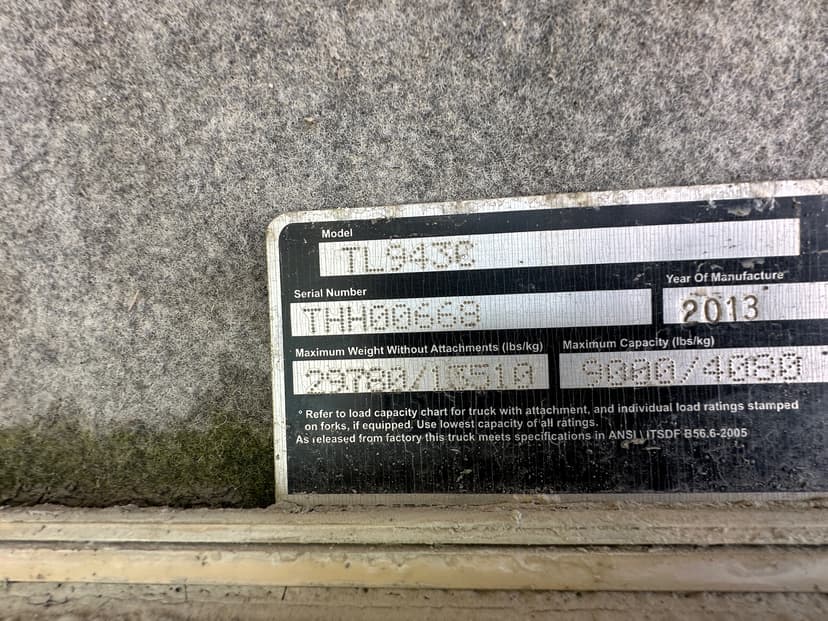 Model
TL943C
Serial Number
Year Of Manufacture
THH00668
2013
Maximum Weight Without Attachments (lbs/kg)
Maximum Capacity (lbs/kg)
29780/13510
9000/4080
° Refer to load capacity chart for truck with attachment, and individual load ratings stamped
on forks, if equipped. Use lowest capacity of all ratings.
As released from factory this truck meets specifications in ANSI \ ITSDF B56.6-2005